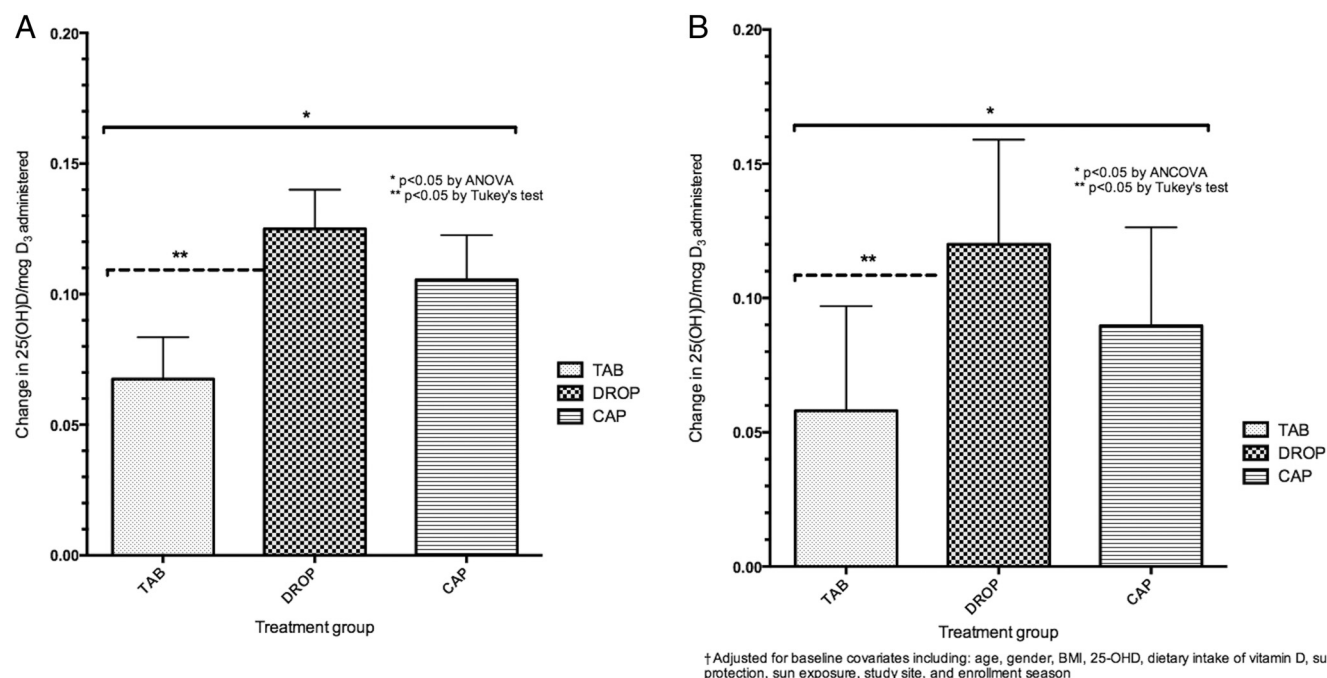 A
Change in 25(OH)D/mcg D₃ administered
0.20
0.15
0.10
0.05
0.00
*
* p<0.05 by ANOVA
** p<0.05 by Tukey's test
**
TAB
DROP
CAP
TAB
DROP
CAP
Treatment group
B
Change in 25(OH)D/mcg D₃ administered
0.20
0.15
0.10
0.05
0.00
*
* p<0.05 by ANCOVA
** p<0.05 by Tukey's test
**
TAB
DROP
CAP
TAB
DROP
CAP
Treatment group
†Adjusted for baseline covariates including: age, gender, BMI, 25-OHD, dietary intake of vitamin D, su
protection, sun exposure, study site, and enrollment season